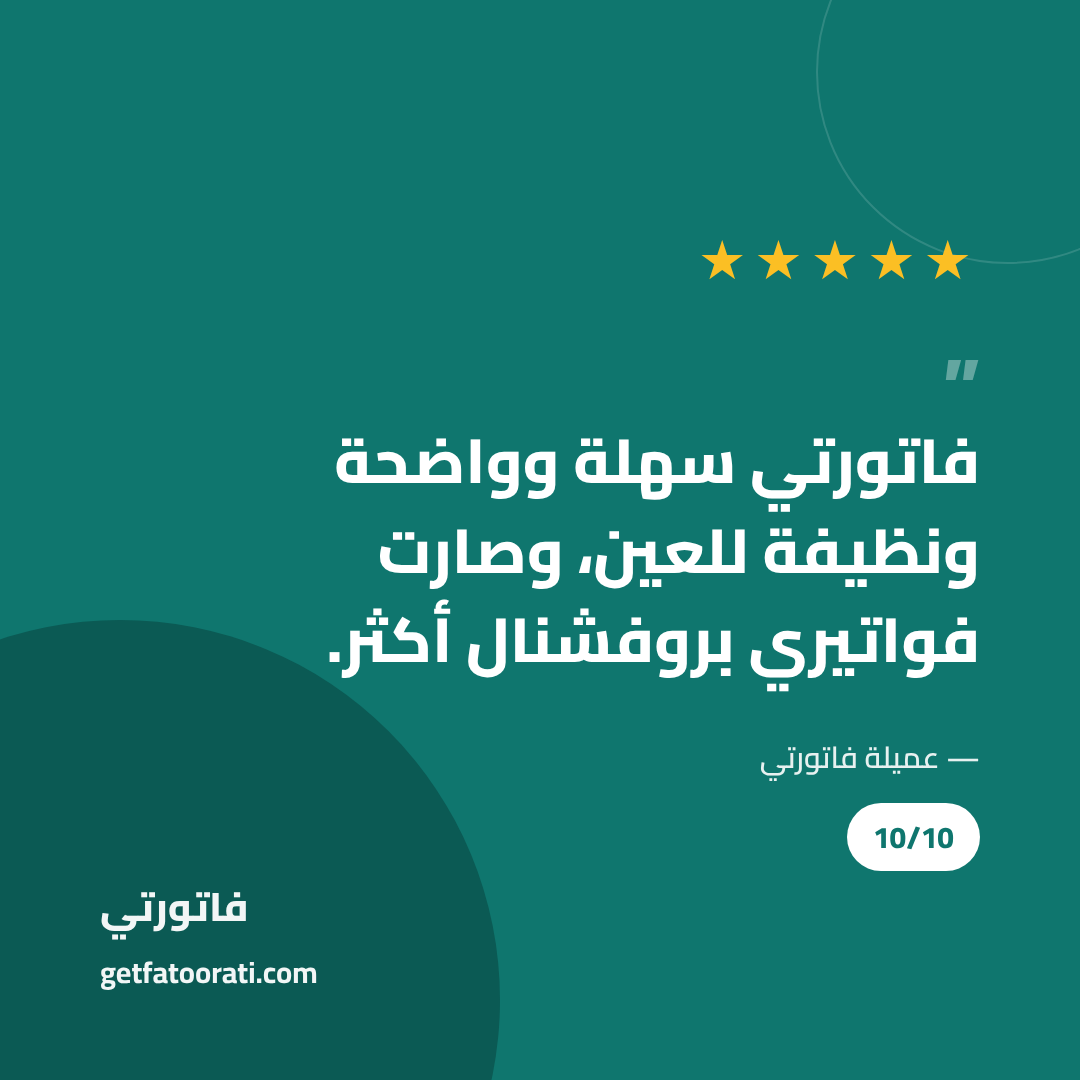 "
فاتورتي سهلة وواضحة
ونظيفة للعين، وصارت
فواتيري بروفشنال أكثر.
— عميلة فاتورتي
10/10
فاتورتي
getfatoorati.com